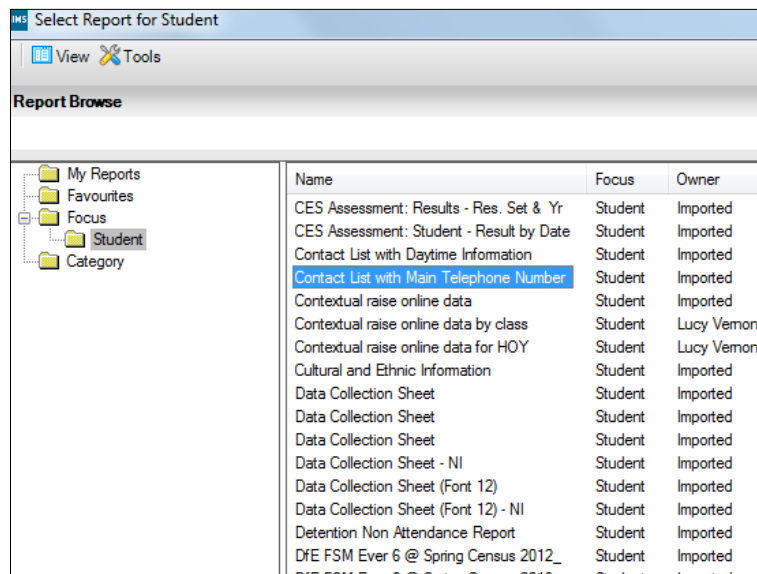 IMS Select Report for Student
View Tools
Report Browse
My Reports
Favourites
Focus
Student
Category
Name Focus Owner
CES Assessment: Results - Res. Set & Yr Student Imported
CES Assessment: Student - Result by Date Student Imported
Contact List with Daytime Information Student Imported
Contact List with Main Telephone Number Student Imported
Contextual raise online data Student Imported
Contextual raise online data by class Student Lucy Vernon
Contextual raise online data for HOY Student Lucy Vernon
Cultural and Ethnic Information Student Imported
Data Collection Sheet Student Imported
Data Collection Sheet Student Imported
Data Collection Sheet Student Imported
Data Collection Sheet - NI Student Imported
Data Collection Sheet (Font 12) Student Imported
Data Collection Sheet (Font 12) - NI Student Imported
Detention Non Attendance Report Student Imported
DfE FSM Ever 6 @ Spring Census 2012_ Student Imported